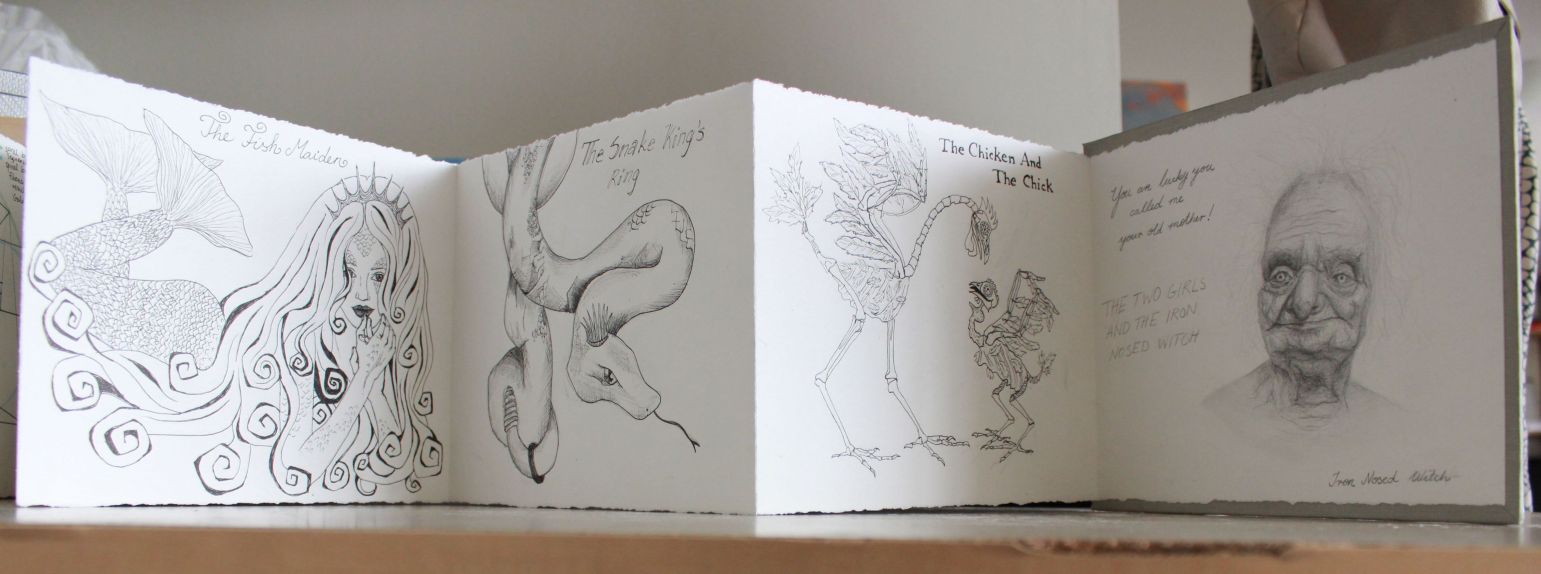 The Fish Maiden
The Snake King's
Ring
The Chicken And
The Chick
You are lucky you
called me
your old mother!
THE TWO GIRLS
AND THE IRON
NOSED WITCH
Iron Nosed Witch